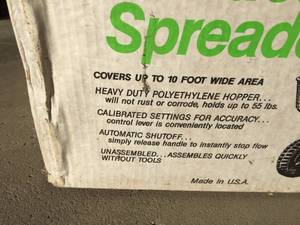 Spread
COVERS UP TO 10 FOOT WIDE AREA
HEAVY DUTY POLYETHYLENE HOPPER...
will not rust or corrode, holds up to 55 lbs.
CALIBRATED SETTINGS FOR ACCURACY...
control lever is conveniently located
AUTOMATIC SHUTOFF...
simply release handle to instantly stop flow
UNASSEMBLED...ASSEMBLES QUICKLY
WITHOUT TOOLS
Made in U.S.A.